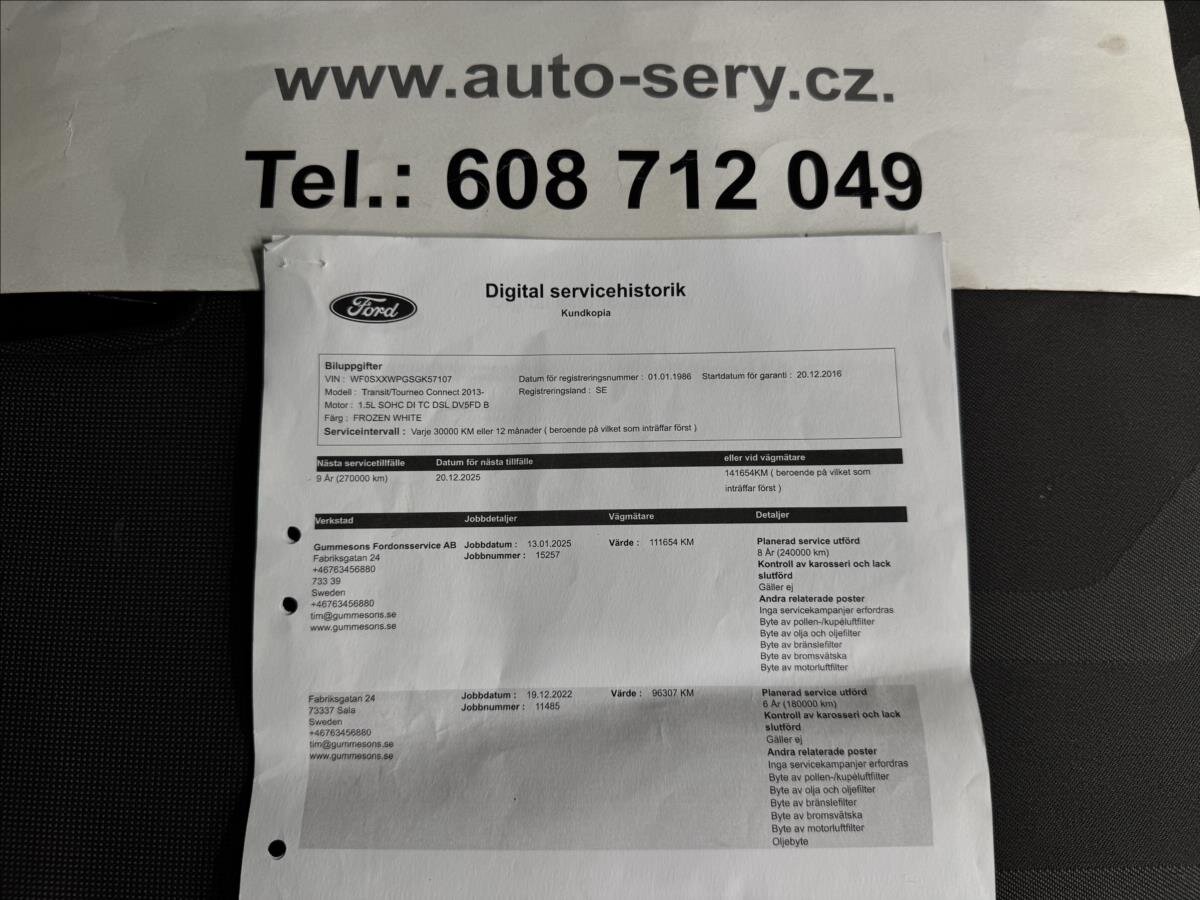 www.auto-sery.cz.
Tel.: 608 712 049
Ford
Digital servicehistorik
Kundkopia
Biluppgifter
VIN : WF0SXXWPGSGK57107
Datum för registreringsnummer : 01.01.1986 Startdatum för garanti : 20.12.2016
Modell : Transit/Tourneo Connect 2013-
Registreringsland : SE
Motor : 1.5L SOHC DI TC DSL DV5FD B
Färg : FROZEN WHITE
Serviceintervall : Varje 30000 KM eller 12 månader ( beroende på vilket som inträffar först )
Nästa servicetillfälle Datum för nästa tillfälle eller vid vägmätare
9 År (270000 km) 20.12.2025 141654KM ( beroende på vilket som
inträffar först )
Verkstad Jobbdetaljer Vägmätare Detaljer
Gummesons Fordonsservice AB Jobbdatum : 13.01.2025 Värde : 111654 KM Planerad service utförd
Fabriksgatan 24 Jobbnummer : 15257 8 År (240000 km)
+46763456880 Kontroll av karosseri och lack
733 39 slutförd
Sweden Gäller ej
+46763456880 Andra relaterade poster
tim@gummesons.se Inga servicekampanjer erfordras
www.gummesons.se Byte av pollen-/kupéluftfilter
Byte av olja och oljefilter
Byte av bränslefilter
Byte av bromsvätska
Byte av motorluftfilter
Fabriksgatan 24 Jobbdatum : 19.12.2022 Värde : 96307 KM Planerad service utförd
73337 Sala Jobbnummer : 11485 6 År (180000 km)
Sweden Kontroll av karosseri och lack
+46763456880 slutförd
tim@gummesons.se Gäller ej
www.gummesons.se Andra relaterade poster
Inga servicekampanjer erfordras
Byte av pollen-/kupéluftfilter
Byte av olja och oljefilter
Byte av bränslefilter
Byte av bromsvätska
Byte av motorluftfilter
Oljebyte